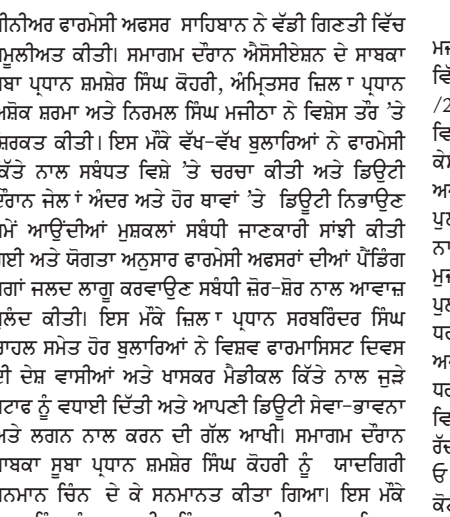 ਸੀਨੀਅਰ ਫਾਰਮੇਸੀ ਅਫਸਰ ਸਾਹਿਬਾਨ ਨੇ ਵੱਡੀ ਗਿਣਤੀ ਵਿੱਚ
ਸ਼ਮੂਲੀਅਤ ਕੀਤੀ। ਸਮਾਗਮ ਦੌਰਾਨ ਐਸੋਸੀਏਸ਼ਨ ਦੇ ਸਾਬਕਾ
ਸੂਬਾ ਪ੍ਰਧਾਨ ਸ਼ਮਸ਼ੇਰ ਸਿੰਘ ਕੋਹਰੀ, ਅੰਮ੍ਰਿਤਸਰ ਜ਼ਿਲ ਾ ਪ੍ਰਧਾਨ
ਅਸ਼ੋਕ ਸ਼ਰਮਾ ਅਤੇ ਨਿਰਮਲ ਸਿੰਘ ਮਜੀਠਾ ਨੇ ਵਿਸ਼ੇਸ ਤੌਰ ’ਤੇ
ਸ਼ਿਰਕਤ ਕੀਤੀ। ਇਸ ਮੌਕੇ ਵੱਖ-ਵੱਖ ਬੁਲਾਰਿਆਂ ਨੇ ਫਾਰਮੇਸੀ
ਕਿੱਤੇ ਨਾਲ ਸਬੰਧਤ ਵਿਸ਼ੇ ’ਤੇ ਚਰਚਾ ਕੀਤੀ ਅਤੇ ਡਿਉਟੀ
ਦੌਰਾਨ ਜੇਲ ਾਂ ਅੰਦਰ ਅਤੇ ਹੋਰ ਥਾਵਾਂ ’ਤੇ ਡਿਊਟੀ ਨਿਭਾਉਣ
ਸਮੇਂ ਆਉਂਦੀਆਂ ਮੁਸ਼ਕਲਾਂ ਸਬੰਧੀ ਜਾਣਕਾਰੀ ਸਾਂਝੀ ਕੀਤੀ
ਗਈ ਅਤੇ ਯੋਗਤਾ ਅਨੁਸਾਰ ਫਾਰਮੇਸੀ ਅਫਸਰਾਂ ਦੀਆਂ ਪੈਂਡਿੰਗ
ਮੰਗਾਂ ਜਲਦ ਲਾਗੂ ਕਰਵਾਉਣ ਸਬੰਧੀ ਜ਼ੋਰ-ਸ਼ੋਰ ਨਾਲ ਆਵਾਜ਼
ਬੁਲੰਦ ਕੀਤੀ। ਇਸ ਮੌਕੇ ਜ਼ਿਲ ਾ ਪ੍ਰਧਾਨ ਸਰਬਰਿੰਦਰ ਸਿੰਘ
ਚਾਹਲ ਸਮੇਤ ਹੋਰ ਬੁਲਾਰਿਆਂ ਨੇ ਵਿਸ਼ਵ ਫਾਰਮਾਸਿਸਟ ਦਿਵਸ
ਦੀ ਦੇਸ਼ ਵਾਸੀਆਂ ਅਤੇ ਖਾਸਕਰ ਮੈਡੀਕਲ ਕਿੱਤੇ ਨਾਲ ਜੁੜੇ
ਸਟਾਫ ਨੂੰ ਵਧਾਈ ਦਿੱਤੀ ਅਤੇ ਆਪਣੀ ਡਿਊਟੀ ਸੇਵਾ-ਭਾਵਨਾ
ਅਤੇ ਲਗਨ ਨਾਲ ਕਰਨ ਦੀ ਗੱਲ ਆਖੀ। ਸਮਾਗਮ ਦੌਰਾਨ
ਸਾਬਕਾ ਸੂਬਾ ਪ੍ਰਧਾਨ ਸ਼ਮਸ਼ੇਰ ਸਿੰਘ ਕੋਹਰੀ ਨੂੰ ਯਾਦਗਿਰੀ
ਸਨਮਾਨ ਚਿੰਨ ਦੇ ਕੇ ਸਨਮਾਨਤ ਕੀਤਾ ਗਿਆ। ਇਸ ਮੌਕੇ